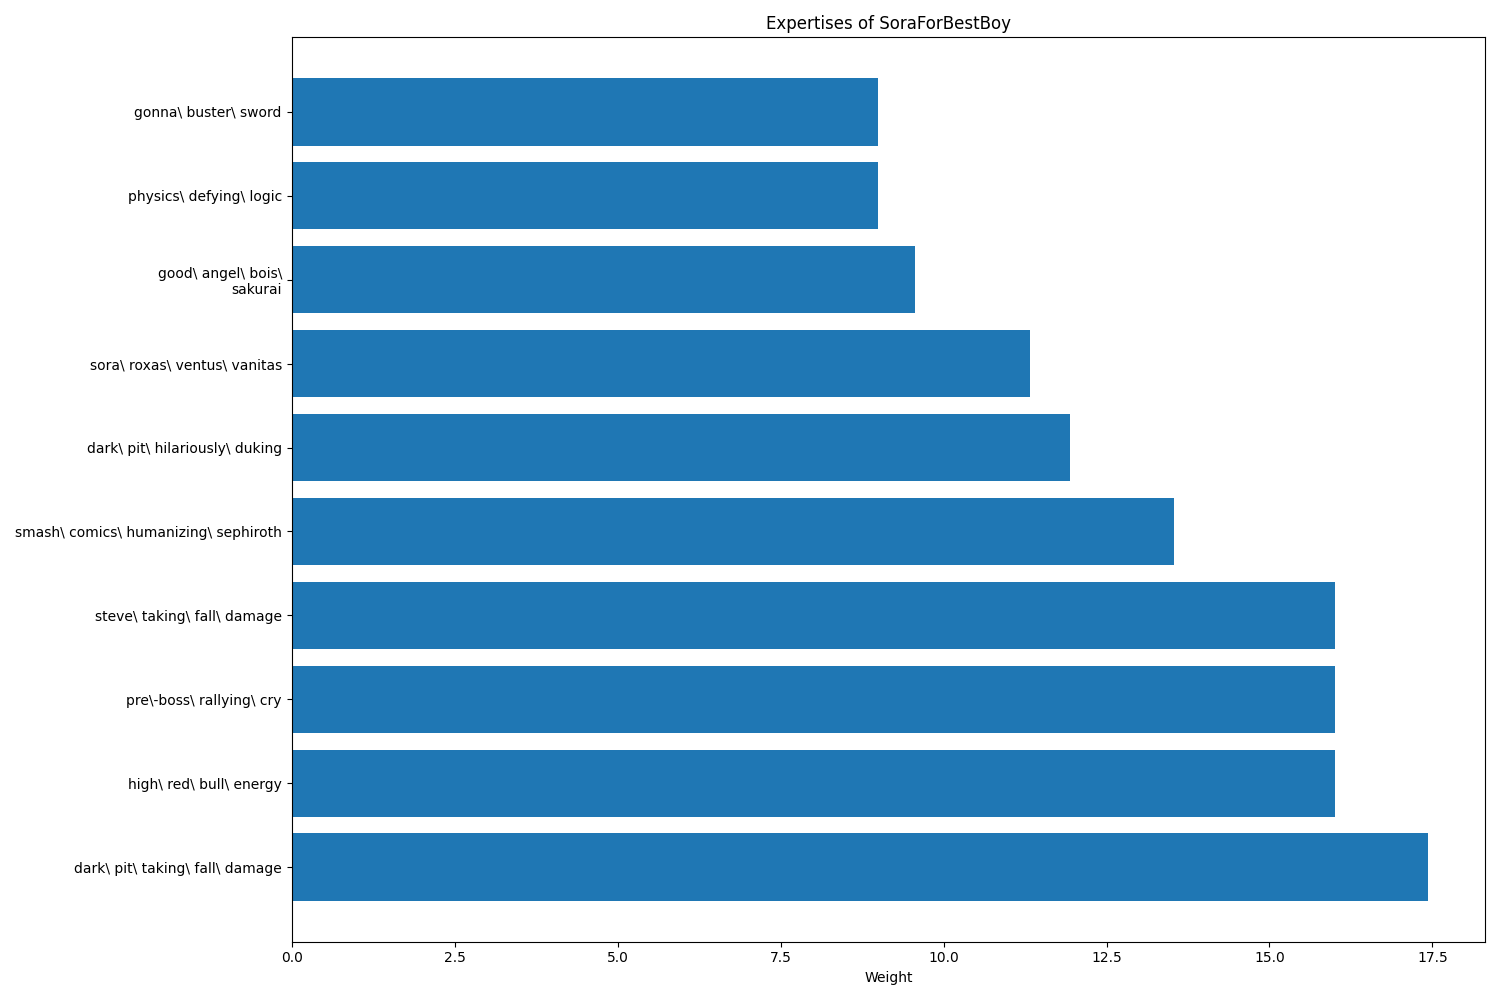 Expertises of SoraForBestBoy
gonna\ buster\ sword
physics\ defying\ logic
good\ angel\ bois\
sakurai
sora\ roxas\ ventus\ vanitas
dark\ pit\ hilariously\ duking
smash\ comics\ humanizing\ sephiroth
steve\ taking\ fall\ damage
pre\-boss\ rallying\ cry
high\ red\ bull\ energy
dark\ pit\ taking\ fall\ damage
0.0 2.5 5.0 7.5 10.0 12.5 15.0 17.5
Weight